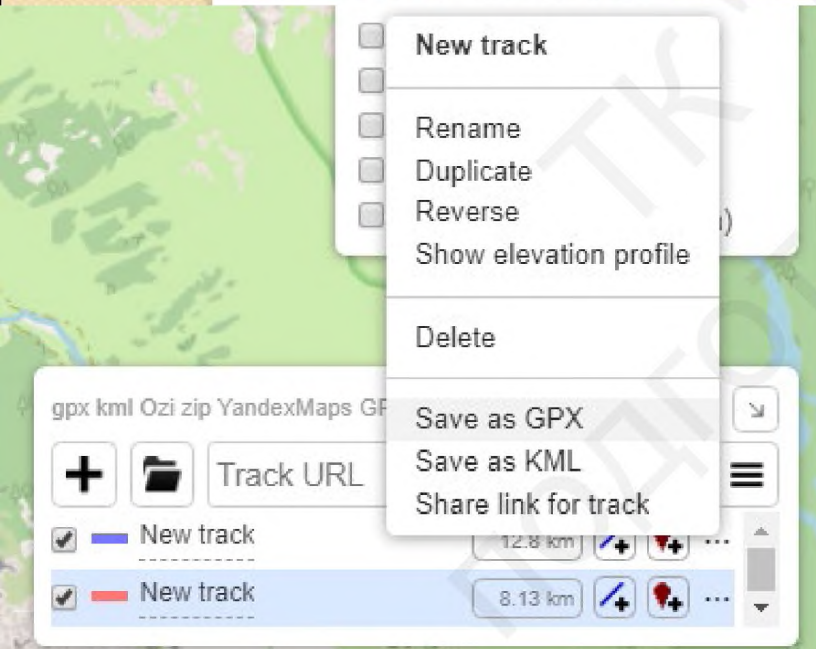 New track
Rename
Duplicate
Reverse
)
Show elevation profile
Delete
gpx kml Ozi zip YandexMaps
Save as GPX
Save as KML
Share link for track
Track URL
New track
12.8 km
New track
8.13 km
ТК